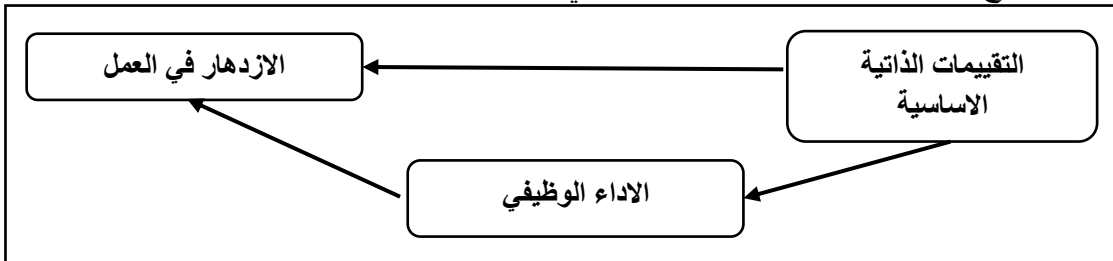 التقييمات الذاتية
الاساسية
الازدهار في العمل
الاداء الوظيفي